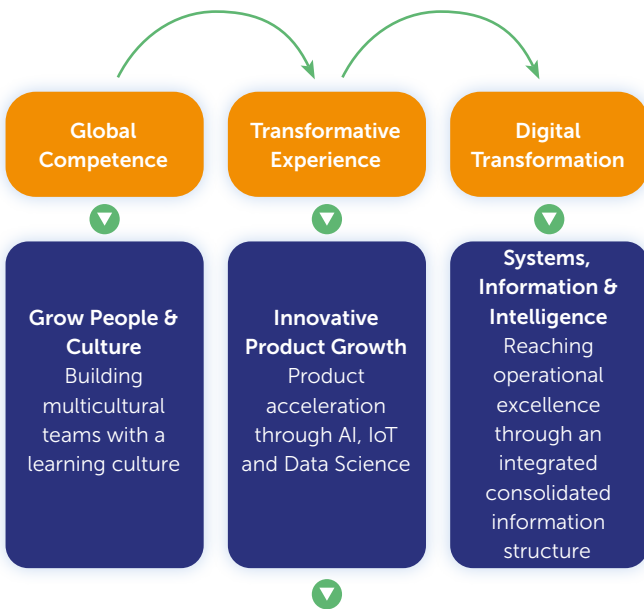 Global
Competence
Transformative
Experience
Digital
Transformation
Grow People &
Culture
Building
multicultural
teams with a
learning culture
Innovative
Product Growth
Product
acceleration
through AI, IoT
and Data Science
Systems,
Information &
Intelligence
Reaching
operational
excellence
through an
integrated
consolidated
information
structure